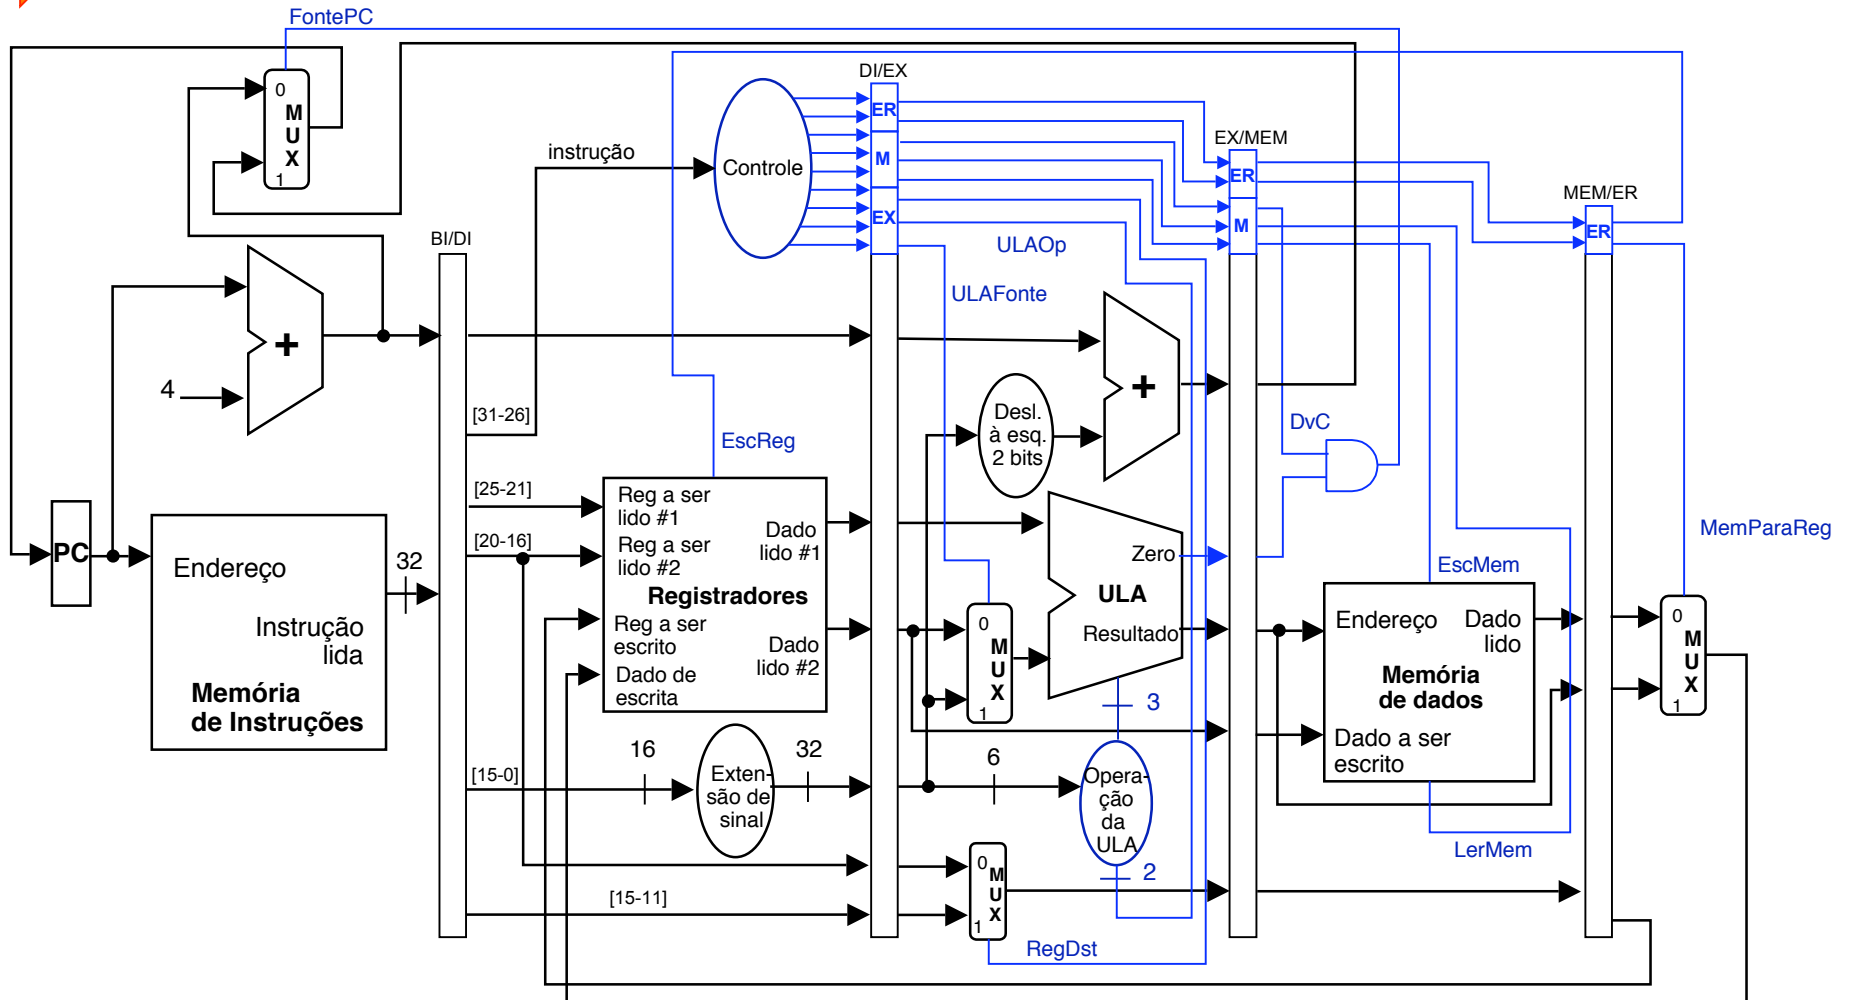 FontePC
0
M
U
X
1
DI/EX
ER
M
EX
EX/MEM
ER
M
MEM/ER
ER
instrução
Controle
BI/DI
ULAOp
ULAFonte
+
4
[31-26]
EscReg
+
Desl.
à esq.
2 bits
DvC
[25-21]
[20-16]
PC
Endereço
32
Instrução
lida
Memória
de Instruções
Reg a ser
lido #1
Dado
lido #1
Reg a ser
lido #2
Registradores
Reg a ser
escrito
Dado
lido #2
Dado de
escrita
Zero
ULA
Resultado
0
M
U
X
1
3
MemParaReg
EscMem
Endereço
Dado
lido
Memória
de dados
Dado a ser
escrito
0
M
U
X
1
[15-0]
16
Exten-
são de
sinal
32
6
Opera-
ção
da
ULA
2
LerMem
[15-11]
0
M
U
X
1
RegDst